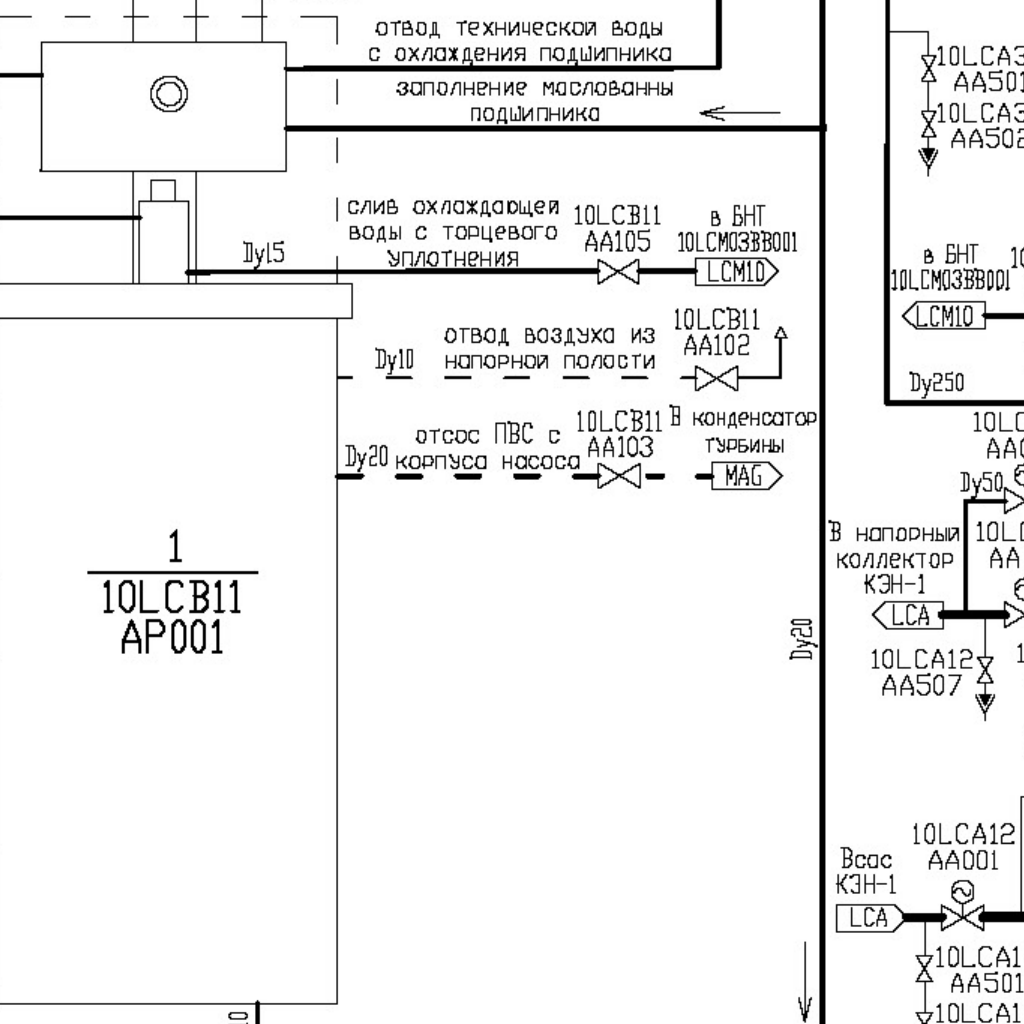 отвод технической воды
с охлаждения подшипника
заполнение маслованны
подшипника
слив охлаждающей
воды с торцевого
уплотнения
Dy15
10LCB11
AA105
в БНТ
10LCM03BB001
LCM10
отвод воздуха из
напорной полости
Dy10
10LCB11
AA102
отсос ПВС с
корпуса насоса
Dy20
10LCB11
AA103
В конденсатор
турбины
MAG
1
10LCB11
AP001
Dy20
10LCA3
AA501
10LCA3
AA502
в БНТ
10LCM03BB001
LCM10
Dy250
10LC
AA0
Dy50
В напорный
коллектор
КЭН-1
LCA
10LC
AA
10LCA12
AA507
10LCA12
AA001
Всас
КЭН-1
LCA
10LCA1
AA501
10LCA1